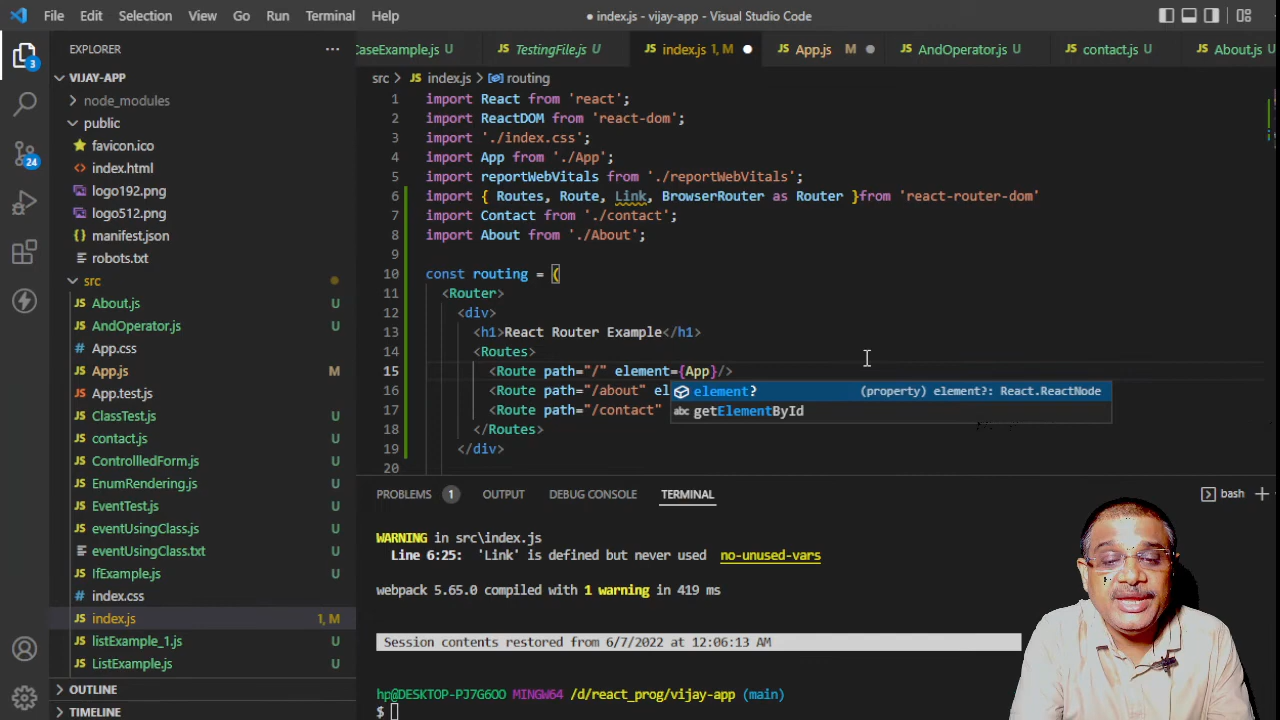 File Edit Selection View Go Run Terminal Help
● index.js - vijay-app - Visual Studio Code
EXPLORER
VIJAY-APP
node_modules
public
favicon.ico
index.html
logo192.png
logo512.png
manifest.json
robots.txt
src
About.js U
AndOperator.js U
App.css
App.js M
App.test.js
ClassTest.js U
contact.js U
ControllledForm.js U
EnumRendering.js U
EventTest.js U
eventUsingClass.js U
eventUsingClass.txt U
IfExample.js U
index.css
index.js 1, M
listExample_1.js U
ListExample.js U
OUTLINE
TIMELINE
3
24
CaseExample.js U
TestingFile.js U
index.js 1, M
App.js M
AndOperator.js U
contact.js U
About.js U
src > index.js > routing
1 import React from 'react';
2 import ReactDOM from 'react-dom';
3 import './index.css';
4 import App from './App';
5 import reportWebVitals from './reportWebVitals';
6 import { Routes, Route, Link, BrowserRouter as Router }from 'react-router-dom'
7 import Contact from './contact';
8 import About from './About';
9
10 const routing = (
11 <Router>
12 <div>
13 <h1>React Router Example</h1>
14 <Routes>
15 <Route path="/" element={App}/>
16 <Route path="/about" el
17 <Route path="/contact"
18 </Routes>
19 </div>
20
element? (property) element?: React.ReactNode
abc getElementById
PROBLEMS 1 OUTPUT DEBUG CONSOLE TERMINAL
bash
WARNING in src\index.js
Line 6:25: 'Link' is defined but never used no-unused-vars
webpack 5.65.0 compiled with 1 warning in 419 ms
Session contents restored from 6/7/2022 at 12:06:13 AM
hp@DESKTOP-PJ7G6OO MINGW64 /d/react_prog/vijay-app (main)
$